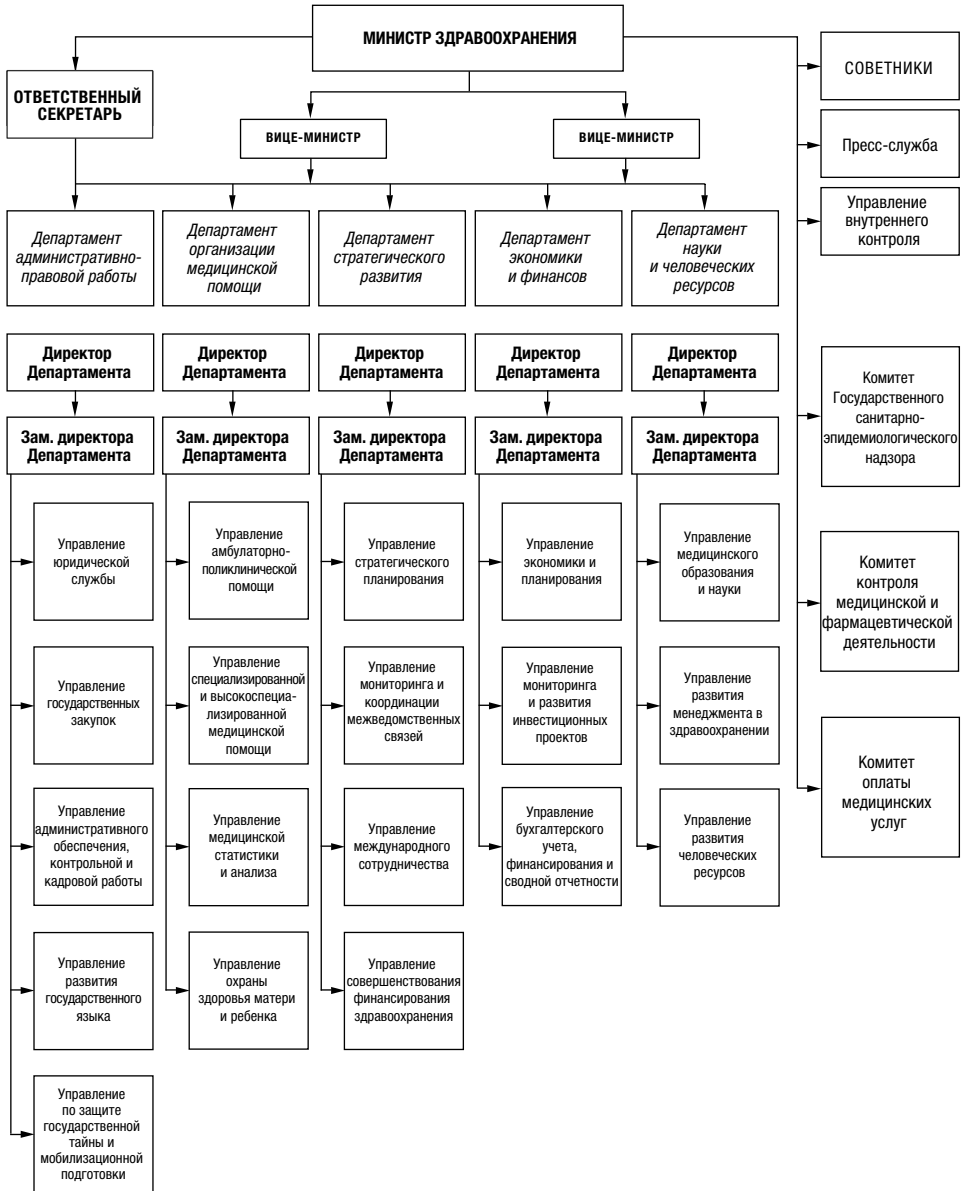 МИНИСТР ЗДРАВООХРАНЕНИЯ
ОТВЕТСТВЕННЫЙ
СЕКРЕТАРЬ
ВИЦЕ-МИНИСТР
ВИЦЕ-МИНИСТР
СОВЕТНИКИ
Пресс-служба
Управление
внутреннего
контроля
Комитет
Государственного
санитарно-
эпидемиологического
надзора
Комитет
контроля
медицинской и
фармацевтической
деятельности
Комитет
оплаты
медицинских
услуг
Департамент
административно-
правовой работы
Департамент
организации
медицинской
помощи
Департамент
стратегического
развития
Департамент
экономики
и финансов
Департамент
науки
и человеческих
ресурсов
Директор
Департамента
Директор
Департамента
Директор
Департамента
Директор
Департамента
Директор
Департамента
Зам. директора
Департамента
Зам. директора
Департамента
Зам. директора
Департамента
Зам. директора
Департамента
Зам. директора
Департамента
Управление
юридической
службы
Управление
государственных
закупок
Управление
административного
обеспечения,
контрольной и
кадровой работы
Управление
развития
государственного
языка
Управление
по защите
государственной
тайны и
мобилизационной
подготовки
Управление
амбулаторно-
поликлинической
помощи
Управление
специализированной
и высокоспециа-
лизированной
медицинской
помощи
Управление
медицинской
статистики
и анализа
Управление
охраны
здоровья матери
и ребенка
Управление
стратегического
планирования
Управление
мониторинга и
координации
межведомственных
связей
Управление
международного
сотрудничества
Управление
совершенствования
финансирования
здравоохранения
Управление
экономики и
планирования
Управление
мониторинга
и развития
инвестиционных
проектов
Управление
бухгалтерского
учета,
финансирования и
сводной отчетности
Управление
медицинского
образования
и науки
Управление
развития
менеджмента в
здравоохранении
Управление
развития
человеческих
ресурсов